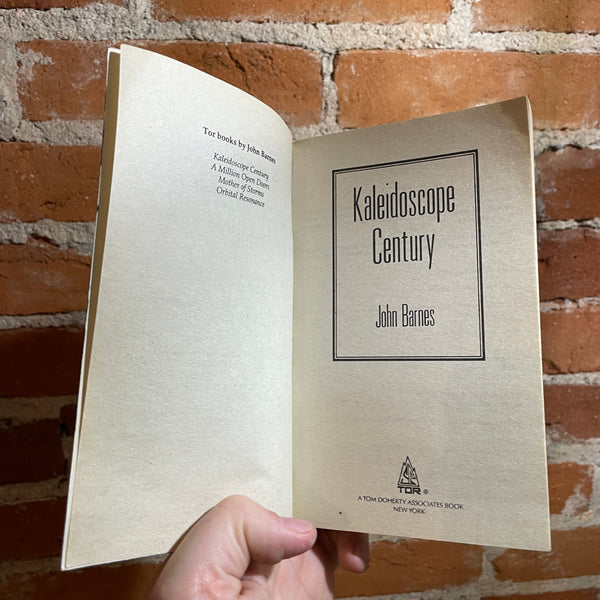 Tor books by John Barnes
Kaleidoscope Century
A Million Open Doors
Mother of Storms
Orbital Resonance
Kaleidoscope
Century
John Barnes
TOR ®
A TOM DOHERTY ASSOCIATES BOOK
NEW YORK